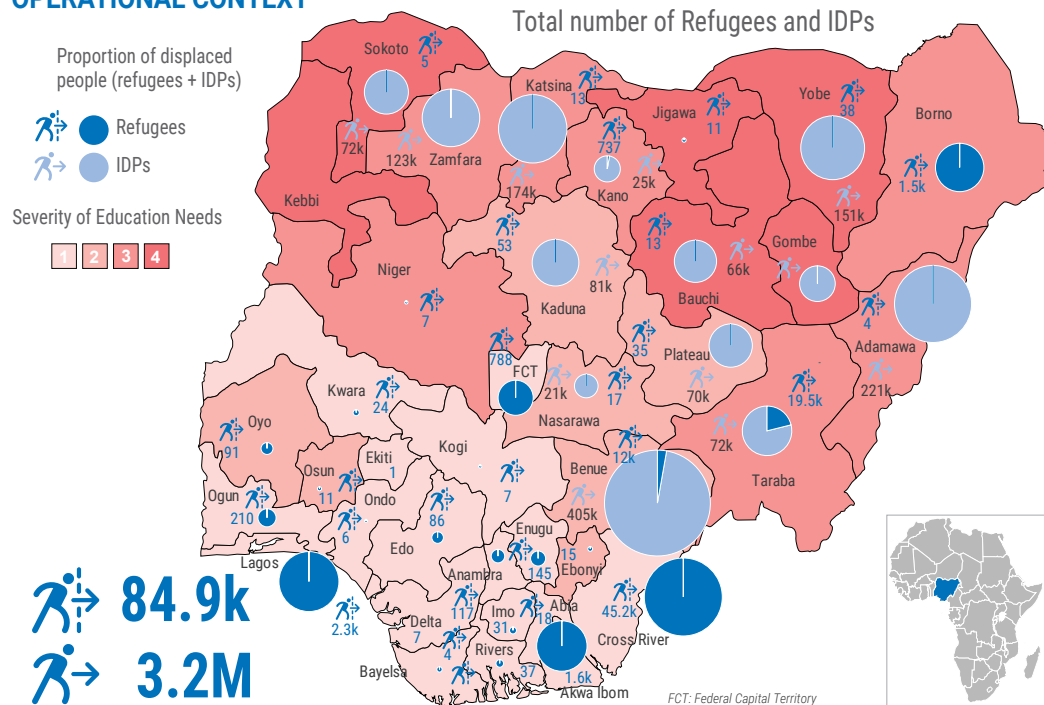 OPERATIONAL CONTEXT
Total number of Refugees and IDPs
Proportion of displaced
people (refugees + IDPs)
Refugees
IDPs
Severity of Education Needs
1 2 3 4
Sokoto
5
72k
Kebbi
123k
Zamfara
Katsina
13
174k
737
Kano
25k
Jigawa
11
Yobe
38
151k
Borno
1.5k
Niger
7
53
Kaduna
81k
13
Bauchi
66k
Gombe
4
Adamawa
221k
35
Plateau
70k
788
FCT
21k
Nasarawa
17
19.5k
72k
Taraba
12k
Benue
405k
Kwara
24
Oyo
91
Kogi
7
Ekiti
1
Osun
11
Ondo
6
Ogun
210
86
Edo
Lagos
2.3k
Enugu
145
Anambra
117
15
Ebonyi
Imo
31
Abia
18
45.2k
Cross River
Delta
7
4
Bayelsa
Rivers
37
1.6k
Akwa Ibom
84.9k
3.2M
FCT: Federal Capital Territory